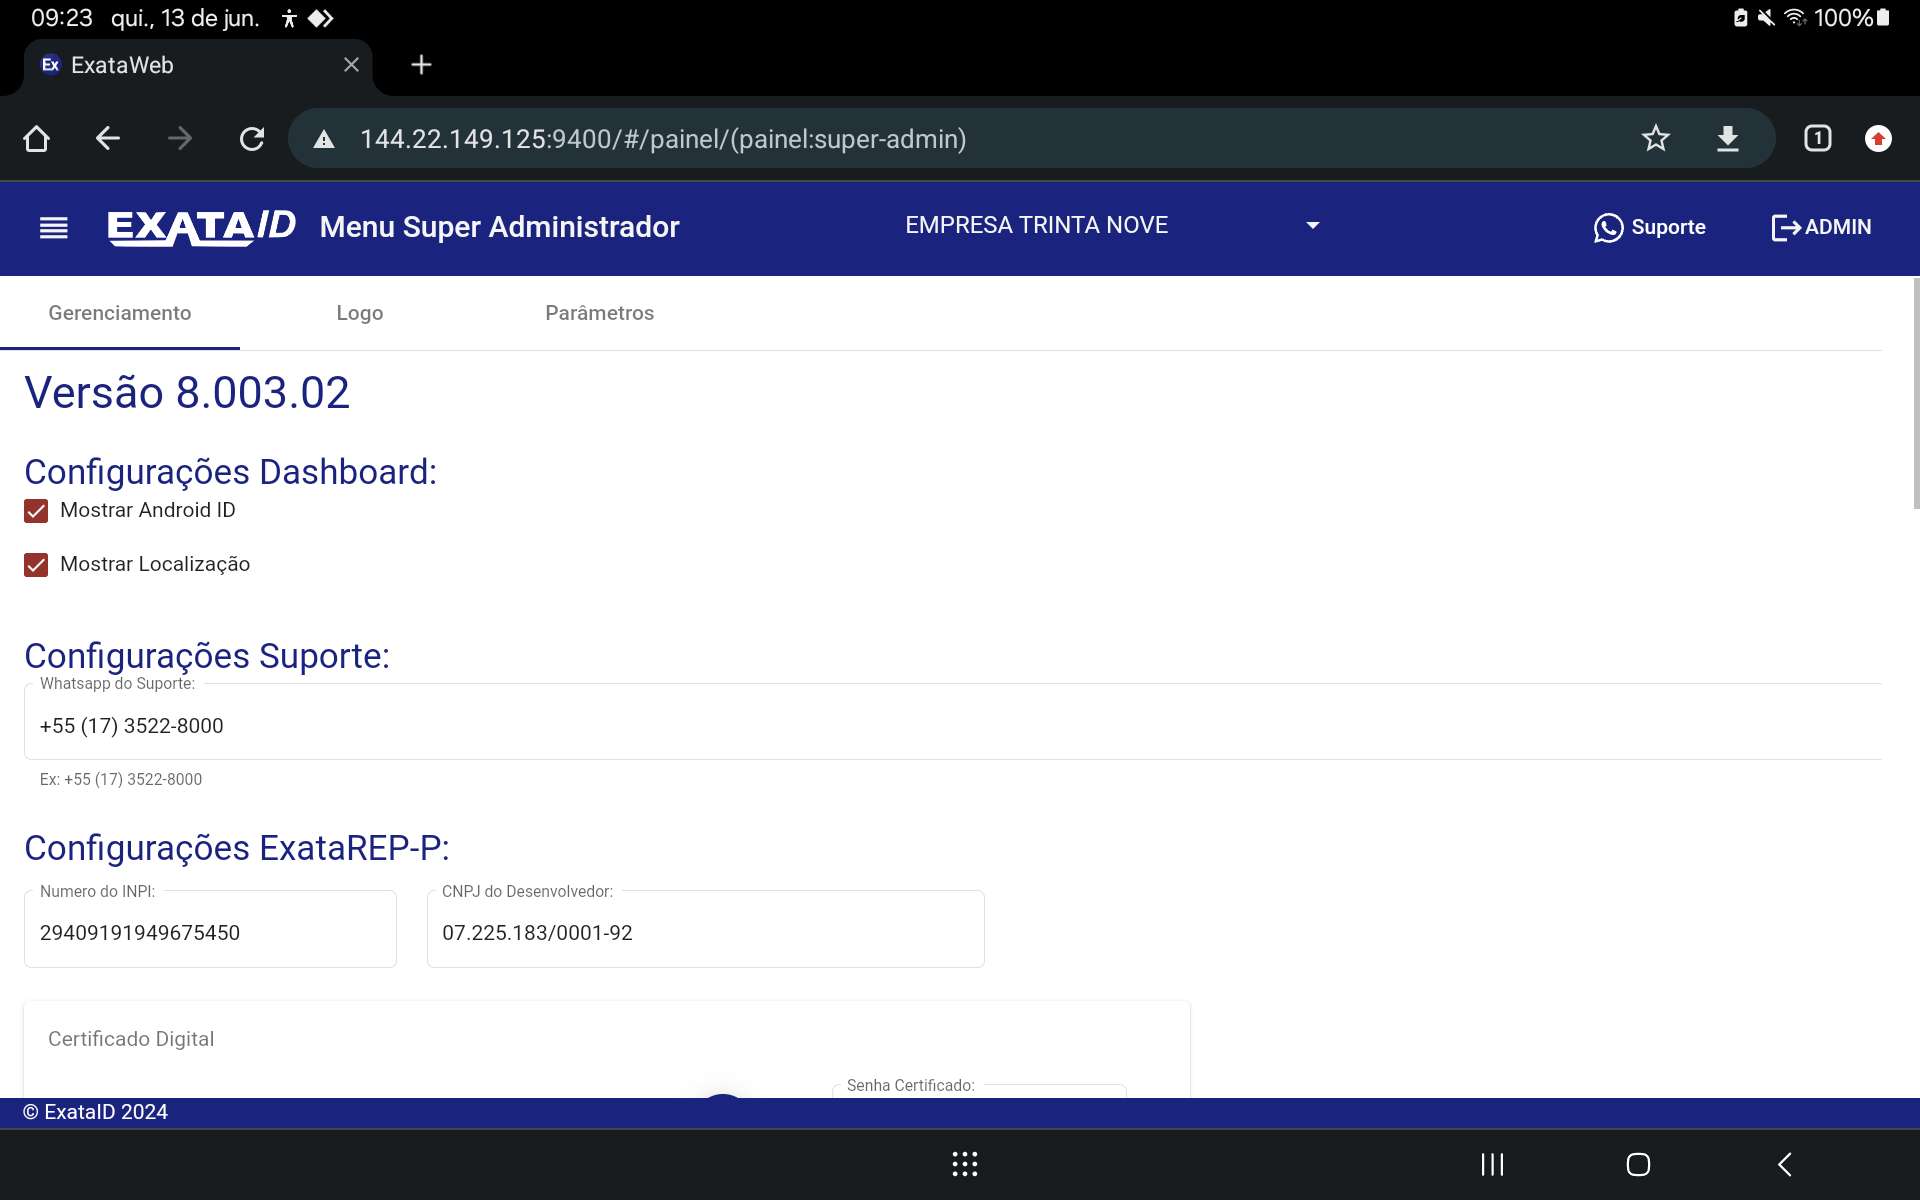 09:23 qui., 13 de jun. 100%
Ex ExataWeb
144.22.149.125:9400/#/painel/(painel:super-admin) 1
EXATAID Menu Super Administrador EMPRESA TRINTA NOVE Suporte ADMIN
Gerenciamento Logo Parâmetros
Versão 8.003.02
Configurações Dashboard:
Mostrar Android ID
Mostrar Localização
Configurações Suporte:
Whatsapp do Suporte:
+55 (17) 3522-8000
Ex: +55 (17) 3522-8000
Configurações ExataREP-P:
Numero do INPI: CNPJ do Desenvolvedor:
29409191949675450 07.225.183/0001-92
Certificado Digital
Senha Certificado:
© ExataID 2024